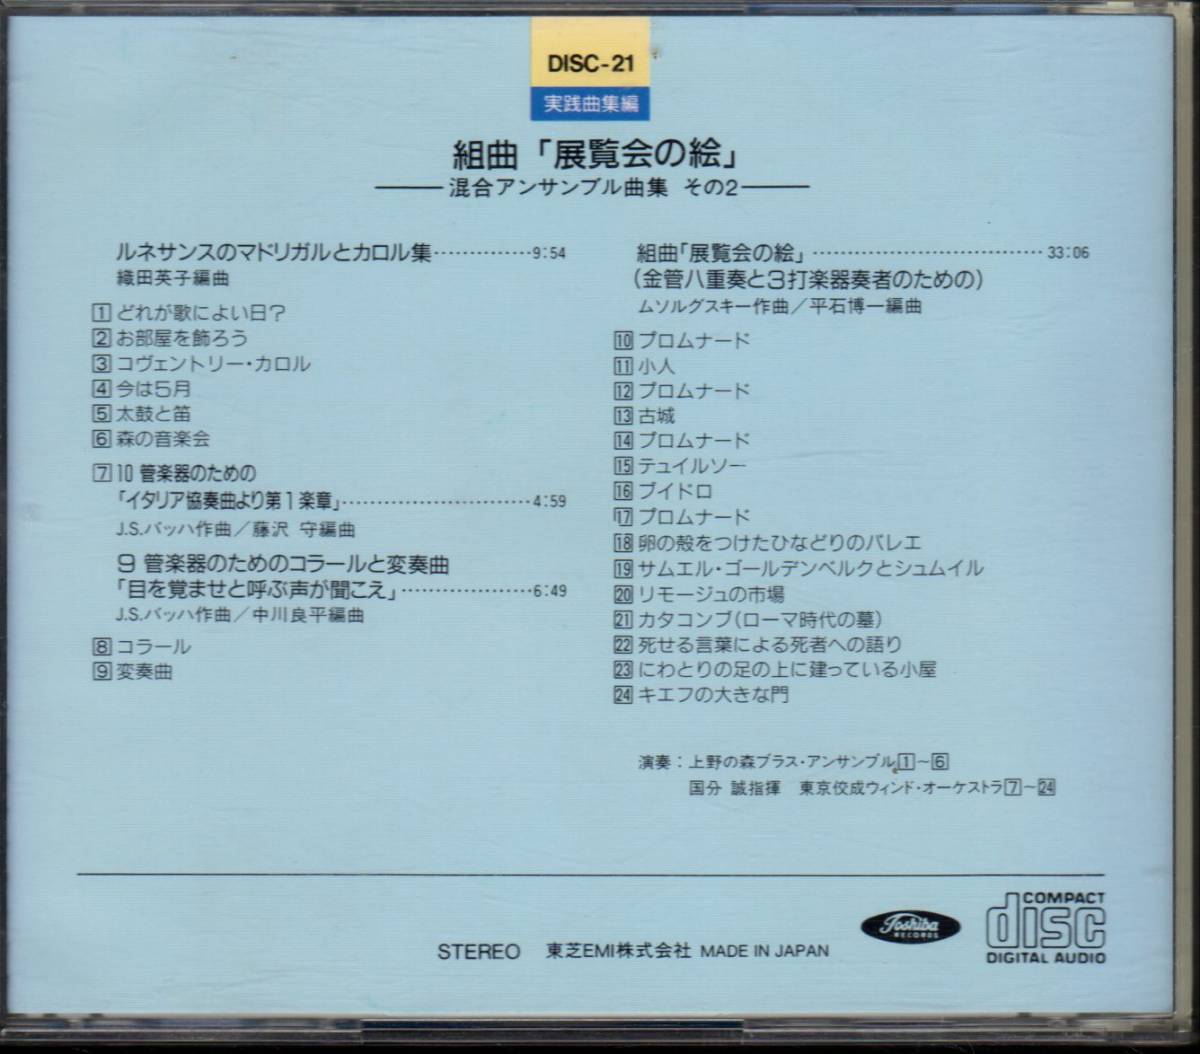 DISC-21
実践曲集編
組曲「展覧会の絵」
混合アンサンブル曲集 その2
ルネサンスのマドリガルとカロル集……………9:54
織田英子編曲
1 どれが歌によい日?
2 お部屋を飾ろう
3 コヴェントリー・カロル
4 今は5月
5 太鼓と笛
6 森の音楽会
7 10 管楽器のための
「イタリア協奏曲より第1楽章」……………………4:59
J.S.バッハ作曲/藤沢 守編曲
9 管楽器のためのコラールと変奏曲
「目を覚ませと呼ぶ声が聞こえ」………………6:49
J.S.バッハ作曲/中川良平編曲
8 コラール
9 変奏曲
組曲「展覧会の絵」……………………………33:06
(金管八重奏と3打楽器奏者のための)
ムソルグスキー作曲/平石博一編曲
10 プロムナード
11 小人
12 プロムナード
13 古城
14 プロムナード
15 テュイルソー
16 ブイドロ
17 プロムナード
18 卵の殻をつけたひなどりのバレエ
19 サムエル・ゴールデンベルクとシュムイル
20 リモージュの市場
21 カタコンブ(ローマ時代の墓)
22 死せる言葉による死者への語り
23 にわとりの足の上に建っている小屋
24 キエフの大きな門
演奏:上野の森ブラス・アンサンブル1~6
国分 誠指揮 東京佼成ウィンド・オーケストラ7~24
STEREO 東芝EMI株式会社 MADE IN JAPAN
Toshiba
RECORDS
COMPACT
disc
DIGITAL AUDIO